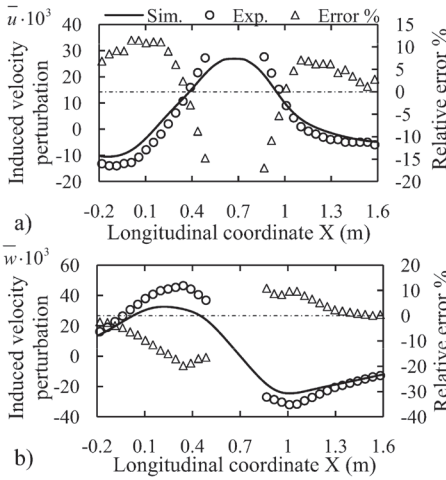 u̅ ·10³ Sim. Exp. Error %
40 15
30 10
20 5
10 0
0 -5
-10 -10
-20 -15
-20
Induced velocity
perturbation
Relative error %
-0.2 0.1 0.4 0.7 1 1.3 1.6
a) Longitudinal coordinate X (m)
w̅ ·10³
60 20
40 10
20 0
0 -10
-20 -20
-40 -30
-40
Induced velocity
perturbation
Relative error %
-0.2 0.1 0.4 0.7 1.0 1.3 1.6
b) Longitudinal coordinate X (m)